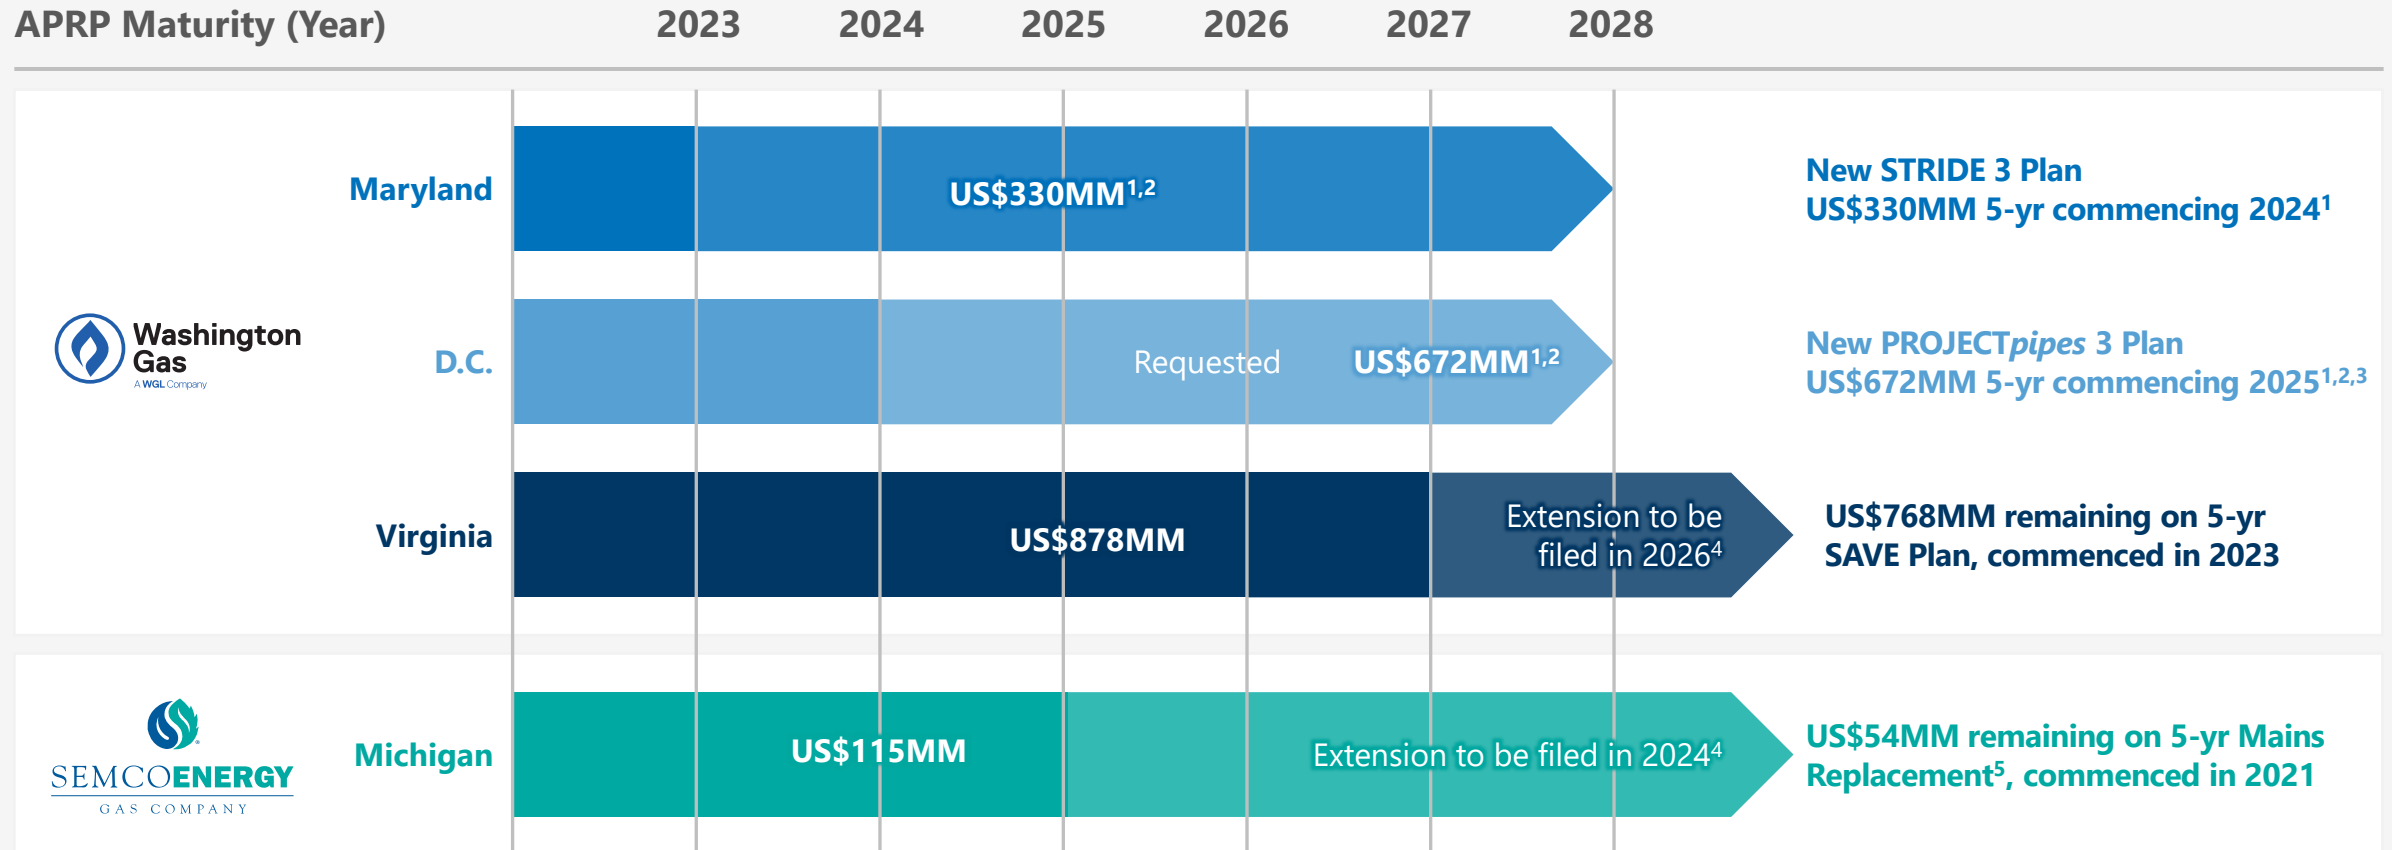 APRP Maturity (Year) 2023 2024 2025 2026 2027 2028
Maryland
US$330MM1,2
New STRIDE 3 Plan
US$330MM 5-yr commencing 20241
Washington
Gas
A WGL Company
D.C.
Requested US$672MM1,2
New PROJECTpipes 3 Plan
US$672MM 5-yr commencing 20251,2,3
Virginia
US$878MM
Extension to be
filed in 20264
US$768MM remaining on 5-yr
SAVE Plan, commenced in 2023
SEMCOENERGY
GAS COMPANY
Michigan
US$115MM
Extension to be filed in 20244
US$54MM remaining on 5-yr Mains
Replacement5, commenced in 2021